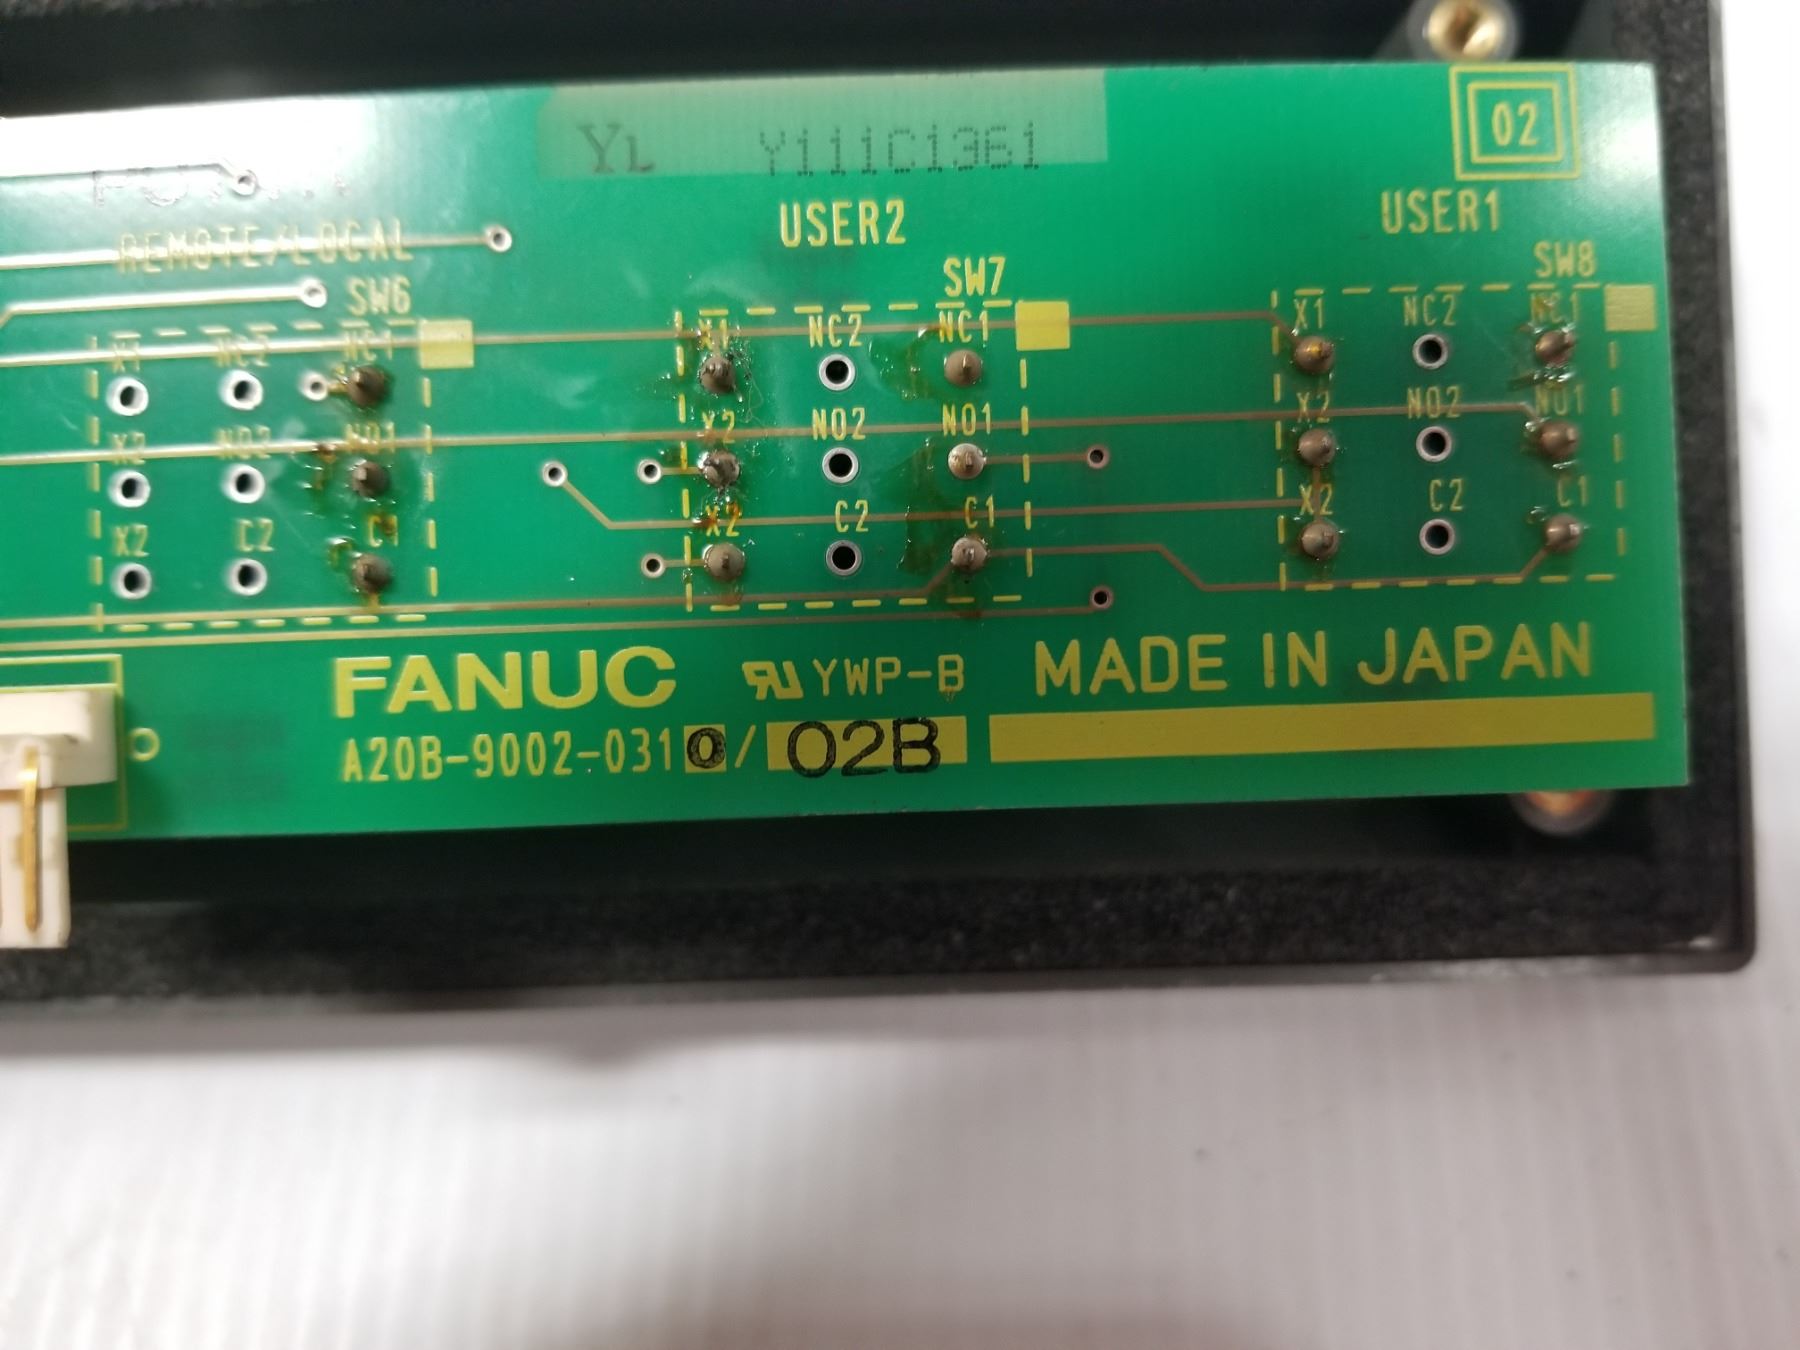 02
YL Y111C1361
REMOTE/LOCAL USER2 USER1
SW6 SW7 SW8
X1 NC2 NC1 X1 NC2 NC1 X1 NC2 NC1
X2 NO2 NO1 X2 NO2 NO1 X2 NO2 NO1
X2 C2 C1 X2 C2 C1 X2 C2 C1
FANUC RU YWP-B MADE IN JAPAN
A20B-9002-0310/02B